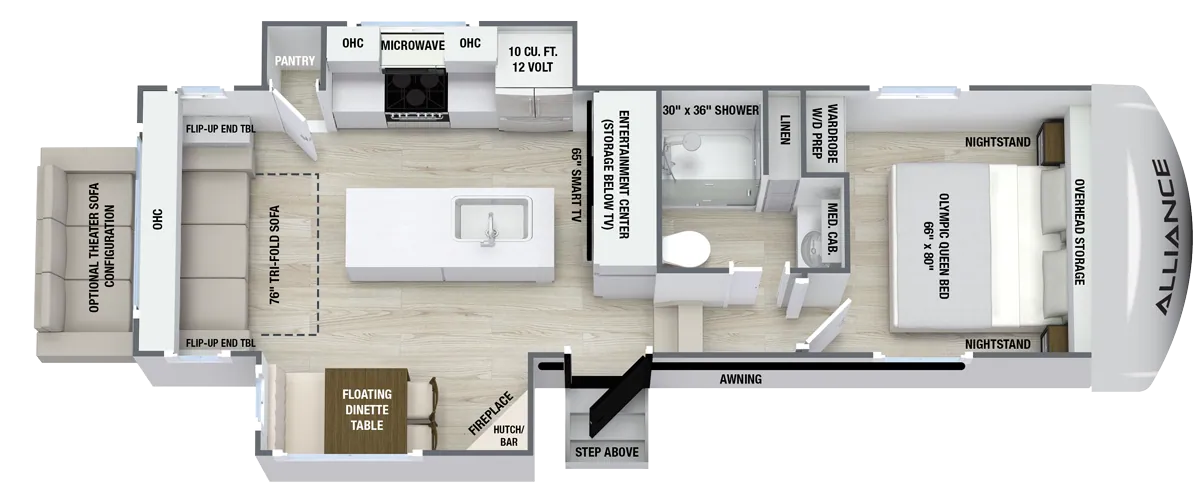 PANTRY
OHC
MICROWAVE
OHC
10 CU. FT.
12 VOLT
FLIP-UP END TBL
OHC
OPTIONAL THEATER SOFA
CONFIGURATION
76" TRI-FOLD SOFA
FLIP-UP END TBL
65" SMART TV
ENTERTAINMENT CENTER
(STORAGE BELOW TV)
30" x 36" SHOWER
LINEN
WARDROBE
W/D PREP
MED. CAB.
NIGHTSTAND
OLYMPIC QUEEN BED
66" x 80"
OVERHEAD STORAGE
NIGHTSTAND
ALLIANCE
FLOATING
DINETTE
TABLE
FIREPLACE
HUTCH/
BAR
STEP ABOVE
AWNING